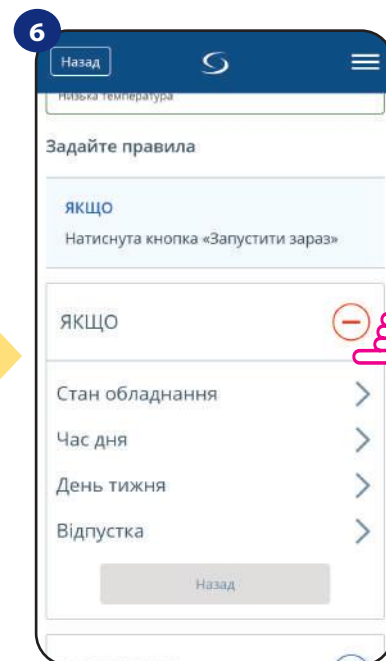 6
Назад
Низька температура
Задайте правила
ЯКЩО
Натиснута кнопка «Запустити зараз»
ЯКЩО
Стан обладнання
Час дня
День тижня
Відпустка
Назад